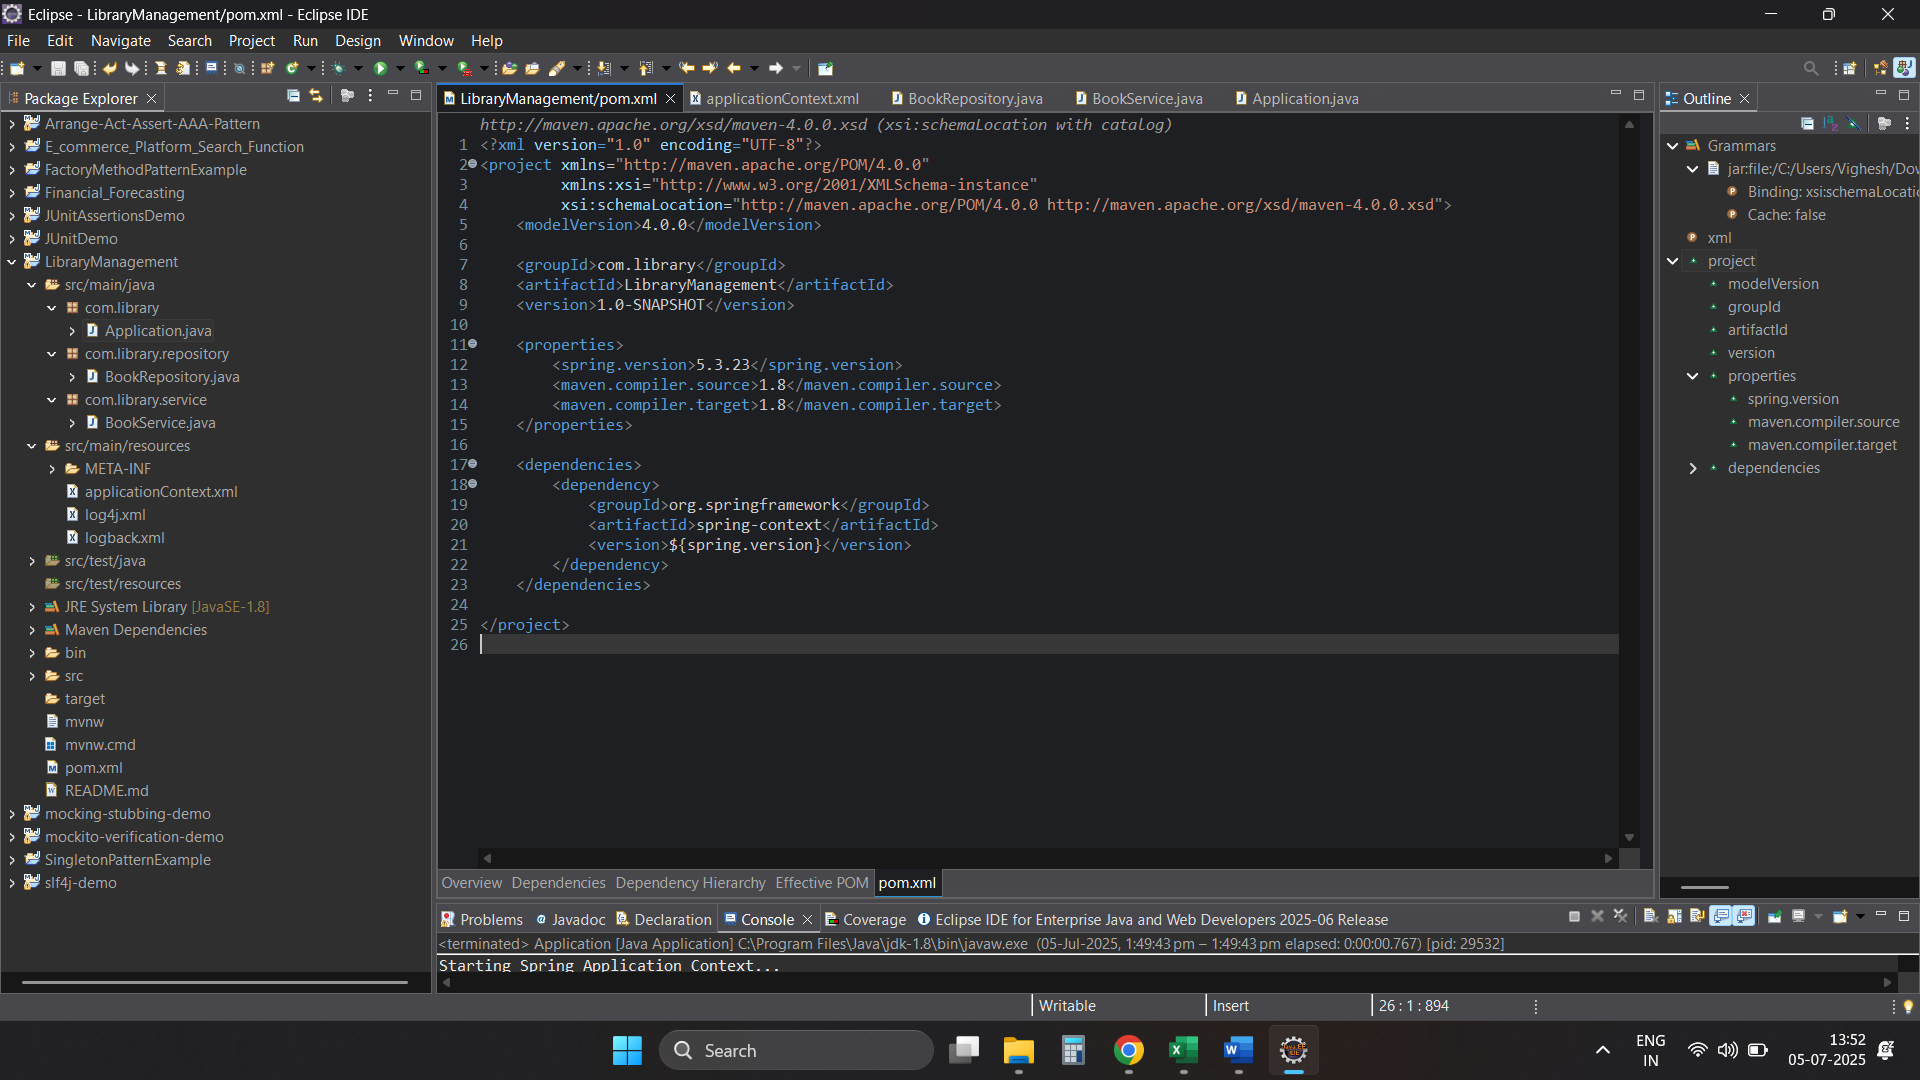 Eclipse - LibraryManagement/pom.xml - Eclipse IDE
File Edit Navigate Search Project Run Design Window Help
Package Explorer
Arrange-Act-Assert-AAA-Pattern
E_commerce_Platform_Search_Function
FactoryMethodPatternExample
Financial_Forecasting
JUnitAssertionsDemo
JUnitDemo
LibraryManagement
src/main/java
com.library
Application.java
com.library.repository
BookRepository.java
com.library.service
BookService.java
src/main/resources
META-INF
applicationContext.xml
log4j.xml
logback.xml
src/test/java
src/test/resources
JRE System Library [JavaSE-1.8]
Maven Dependencies
bin
src
target
mvnw
mvnw.cmd
pom.xml
README.md
mocking-stubbing-demo
mockito-verification-demo
SingletonPatternExample
slf4j-demo
LibraryManagement/pom.xml applicationContext.xml BookRepository.java BookService.java Application.java
http://maven.apache.org/xsd/maven-4.0.0.xsd (xsi:schemaLocation with catalog)
1 <?xml version="1.0" encoding="UTF-8"?>
2 <project xmlns="http://maven.apache.org/POM/4.0.0"
3 xmlns:xsi="http://www.w3.org/2001/XMLSchema-instance"
4 xsi:schemaLocation="http://maven.apache.org/POM/4.0.0 http://maven.apache.org/xsd/maven-4.0.0.xsd">
5 <modelVersion>4.0.0</modelVersion>
6
7 <groupId>com.library</groupId>
8 <artifactId>LibraryManagement</artifactId>
9 <version>1.0-SNAPSHOT</version>
10
11 <properties>
12 <spring.version>5.3.23</spring.version>
13 <maven.compiler.source>1.8</maven.compiler.source>
14 <maven.compiler.target>1.8</maven.compiler.target>
15 </properties>
16
17 <dependencies>
18 <dependency>
19 <groupId>org.springframework</groupId>
20 <artifactId>spring-context</artifactId>
21 <version>${spring.version}</version>
22 </dependency>
23 </dependencies>
24
25 </project>
26
Overview Dependencies Dependency Hierarchy Effective POM pom.xml
Outline
Grammars
jar:file:/C:/Users/Vighesh/Dov
Binding: xsi:schemaLocatio
Cache: false
xml
project
modelVersion
groupId
artifactId
version
properties
spring.version
maven.compiler.source
maven.compiler.target
dependencies
Problems Javadoc Declaration Console Coverage Eclipse IDE for Enterprise Java and Web Developers 2025-06 Release
<terminated> Application [Java Application] C:\Program Files\Java\jdk-1.8\bin\javaw.exe (05-Jul-2025, 1:49:43 pm – 1:49:43 pm elapsed: 0:00:00.767) [pid: 29532]
Starting Spring Application Context...
Writable Insert 26 : 1 : 894
Search
ENG
IN
13:52
05-07-2025